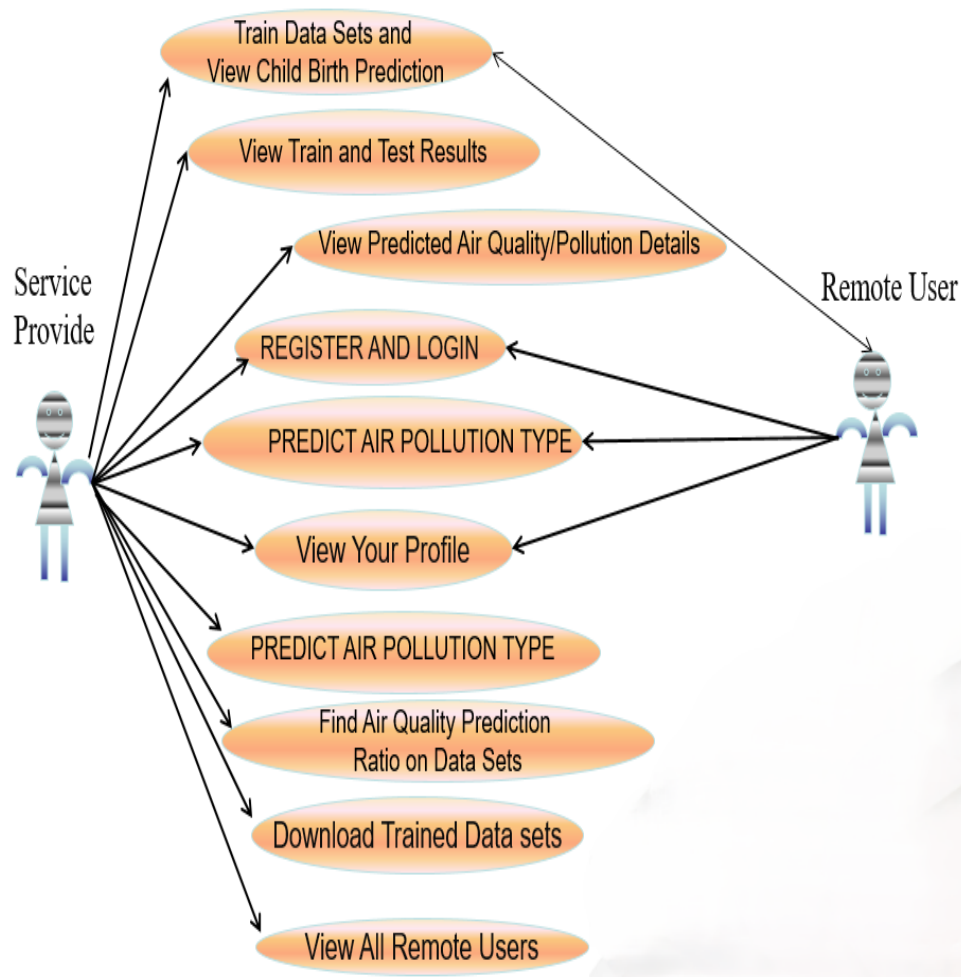 Train Data Sets and
View Child Birth Prediction
View Train and Test Results
View Predicted Air Quality/Pollution Details
Service
Provide
Remote User
REGISTER AND LOGIN
PREDICT AIR POLLUTION TYPE
View Your Profile
PREDICT AIR POLLUTION TYPE
Find Air Quality Prediction
Ratio on Data Sets
Download Trained Data sets
View All Remote Users